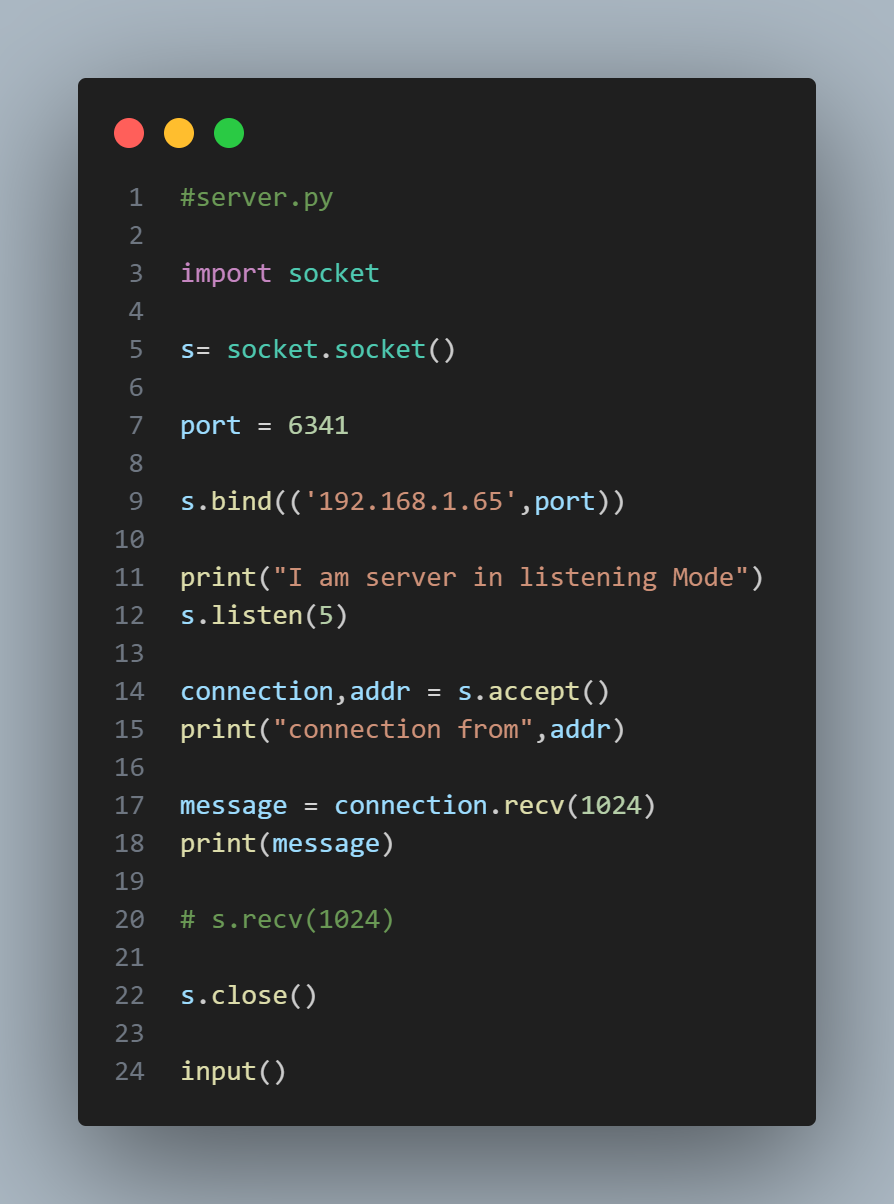 1 #server.py
2
3 import socket
4
5 s= socket.socket()
6
7 port = 6341
8
9 s.bind(('192.168.1.65',port))
10
11 print("I am server in listening Mode")
12 s.listen(5)
13
14 connection,addr = s.accept()
15 print("connection from",addr)
16
17 message = connection.recv(1024)
18 print(message)
19
20 # s.recv(1024)
21
22 s.close()
23
24 input()